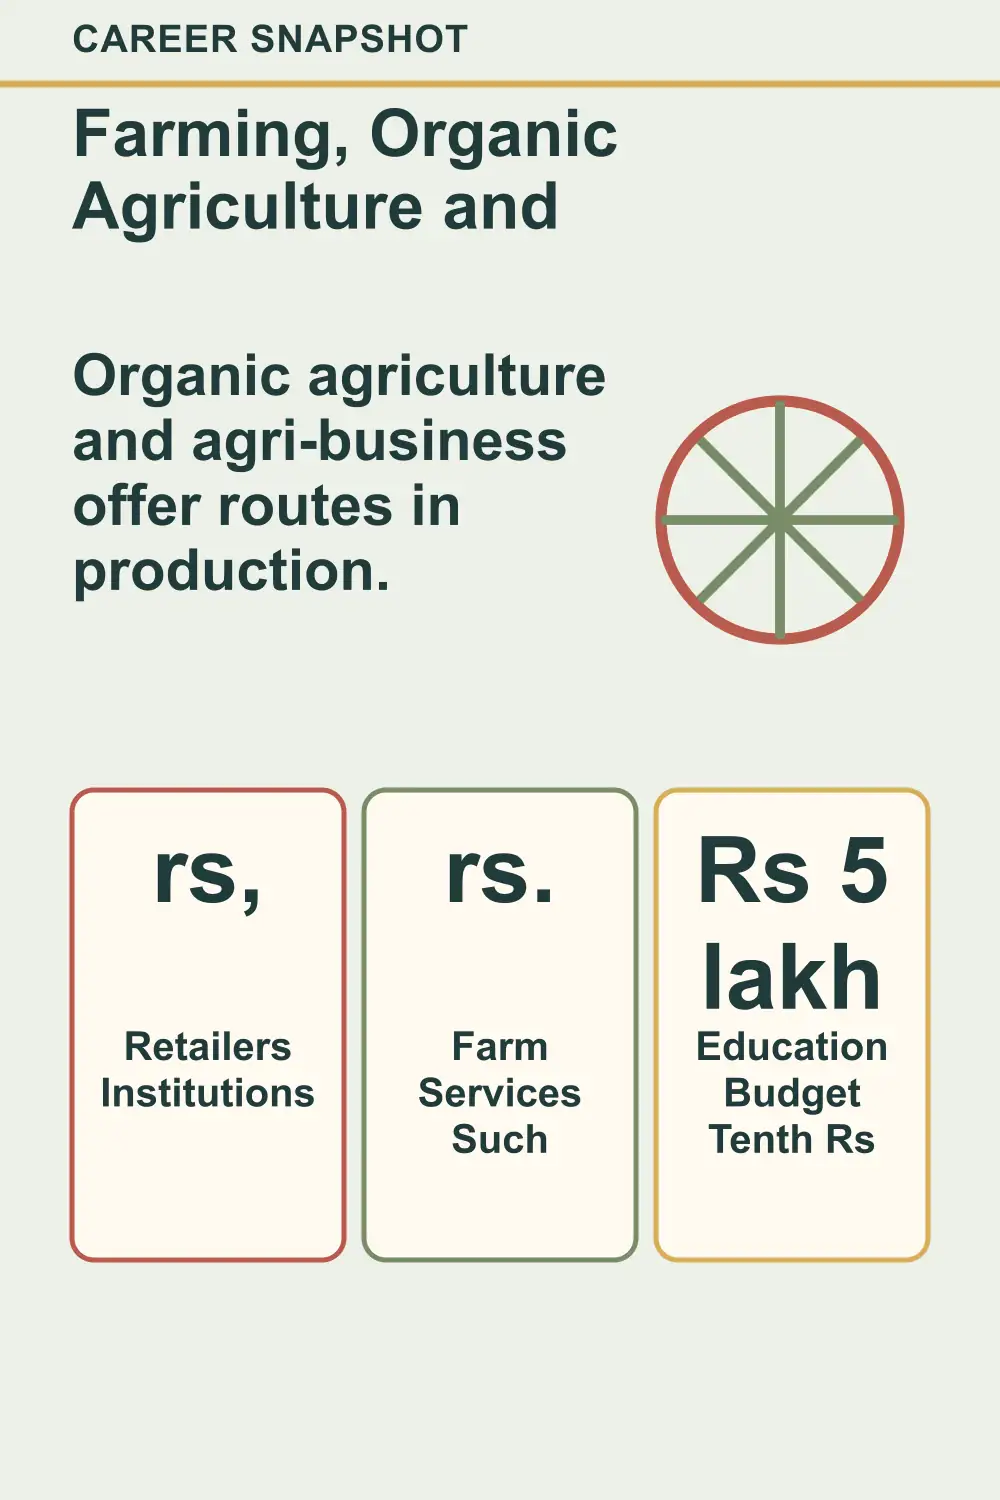 CAREER SNAPSHOT
Farming, Organic
Agriculture and
Organic agriculture
and agri-business
offer routes in
production.
rs,
Retailers
Institutions
rs.
Farm
Services
Such
Rs 5
lakh
Education
Budget
Tenth Rs